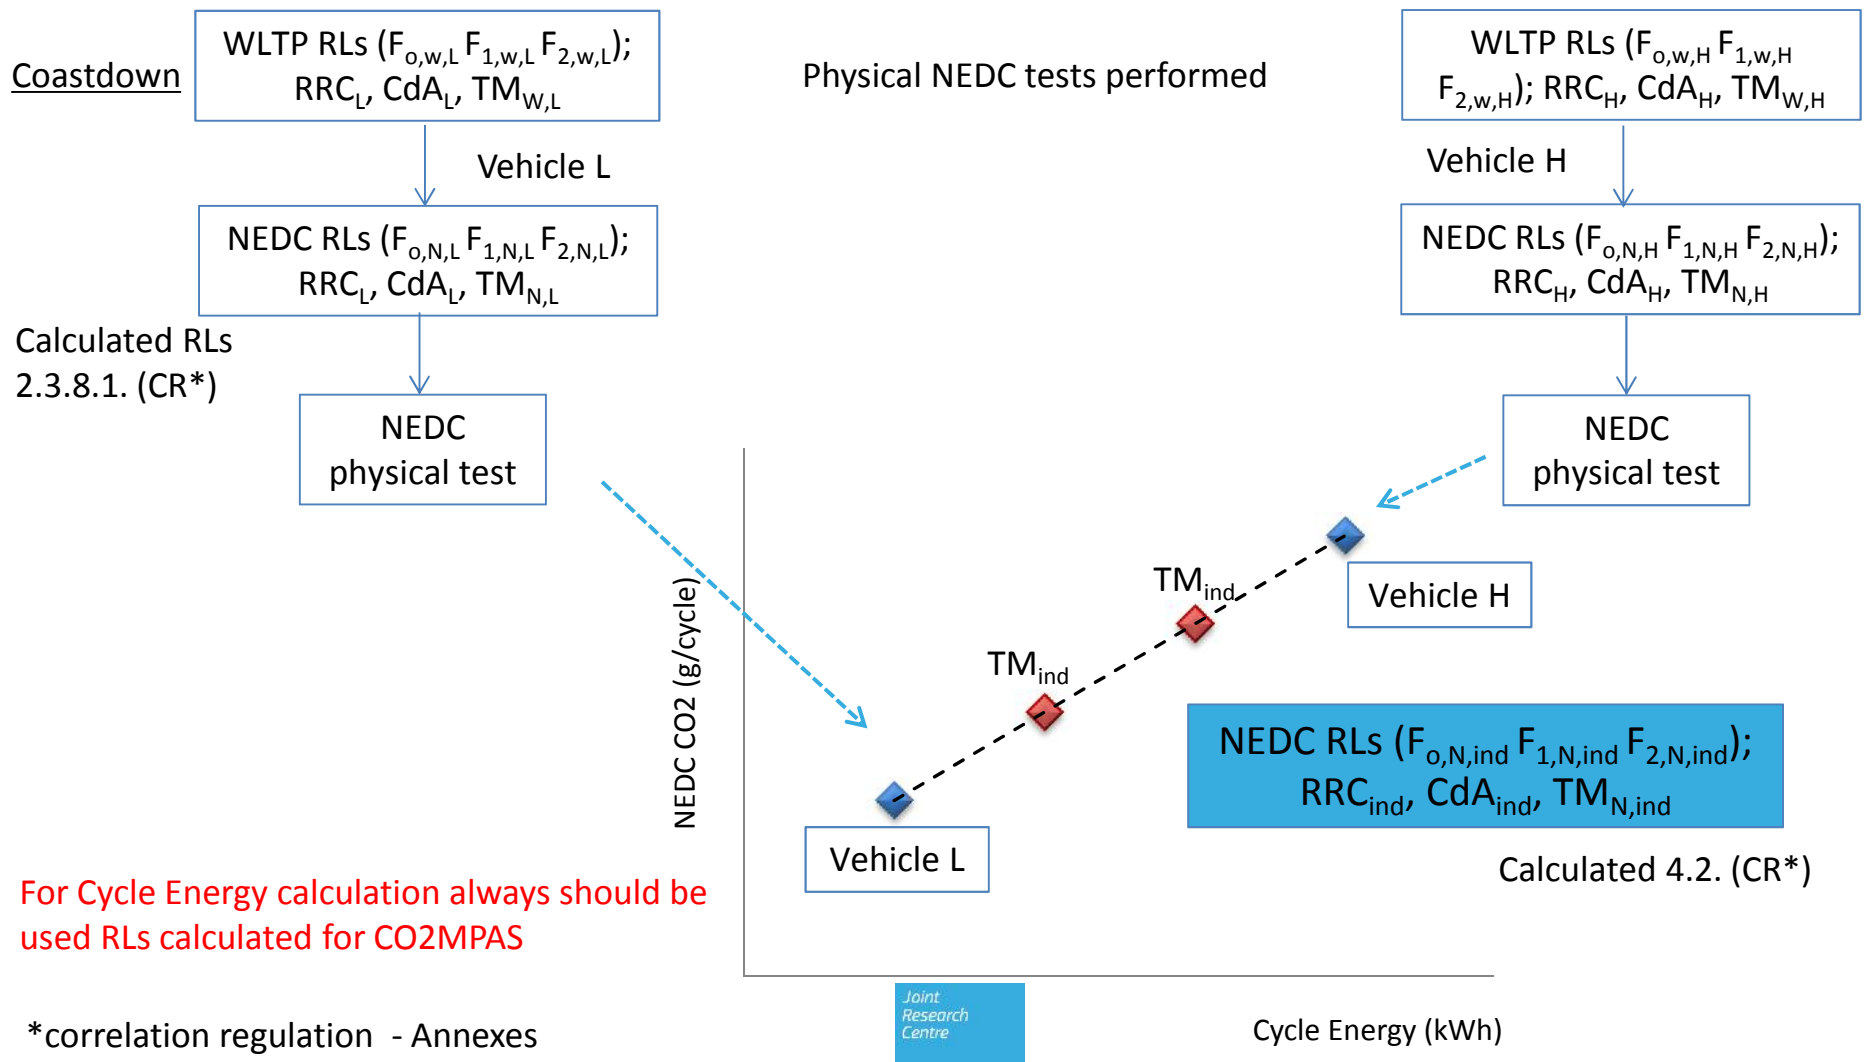 Coastdown
WLTP RLs (Fo,w,L F1,w,L F2,w,L);
RRCL, CdAL, TMW,L
Physical NEDC tests performed
WLTP RLs (Fo,w,H F1,w,H
F2,w,H); RRCH, CdAH, TMW,H
Vehicle L
Vehicle H
NEDC RLs (Fo,N,L F1,N,L F2,N,L);
RRCL, CdAL, TMN,L
NEDC RLs (Fo,N,H F1,N,H F2,N,H);
RRCH, CdAH, TMN,H
Calculated RLs
2.3.8.1. (CR*)
NEDC
physical test
NEDC
physical test
NEDC CO2 (g/cycle)
TMind
TMind
Vehicle H
Vehicle L
NEDC RLs (Fo,N,ind F1,N,ind F2,N,ind);
RRCind, CdAind, TMN,ind
Calculated 4.2. (CR*)
For Cycle Energy calculation always should be
used RLs calculated for CO2MPAS
Joint
Research
Centre
Cycle Energy (kWh)
*correlation regulation - Annexes